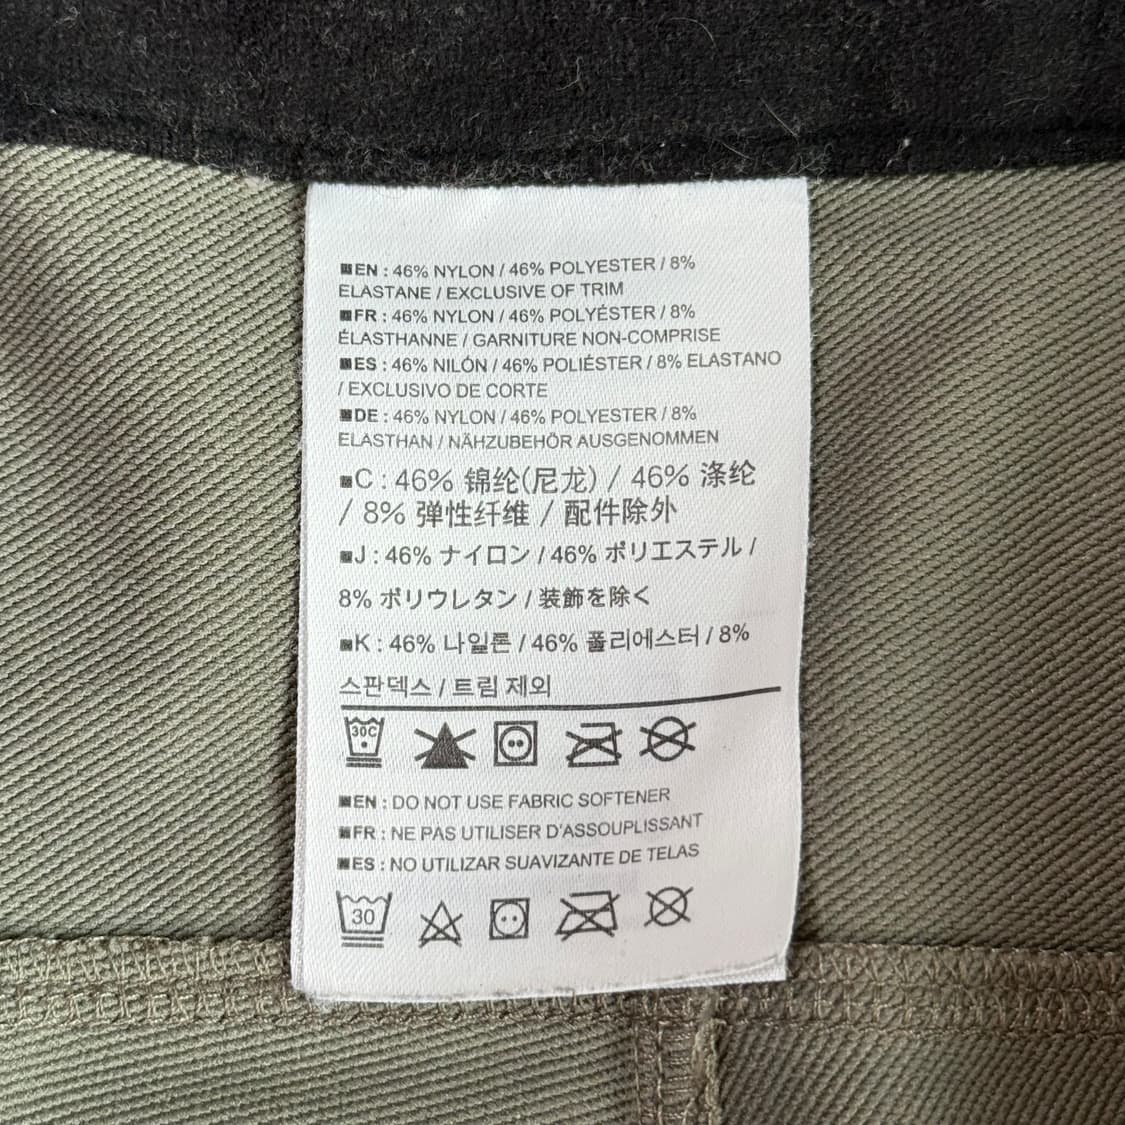 ■EN : 46% NYLON / 46% POLYESTER / 8%
ELASTANE / EXCLUSIVE OF TRIM
■FR : 46% NYLON / 46% POLYÉSTER / 8%
ÉLASTHANNE / GARNITURE NON-COMPRISE
■ES : 46% NILÓN / 46% POLIÉSTER / 8% ELASTANO
/ EXCLUSIVO DE CORTE
■DE : 46% NYLON / 46% POLYESTER / 8%
ELASTHAN / NÄHZUBEHÖR AUSGENOMMEN
■C : 46% 锦纶(尼龙) / 46% 涤纶
/ 8% 弹性纤维 / 配件除外
■J : 46% ナイロン / 46% ポリエステル /
8% ポリウレタン / 装飾を除く
■K : 46% 나일론 / 46% 폴리에스터 / 8%
스판덱스 / 트림 제외
30C
■EN : DO NOT USE FABRIC SOFTENER
■FR : NE PAS UTILISER D'ASSOUPLISSANT
■ES : NO UTILIZAR SUAVIZANTE DE TELAS
30